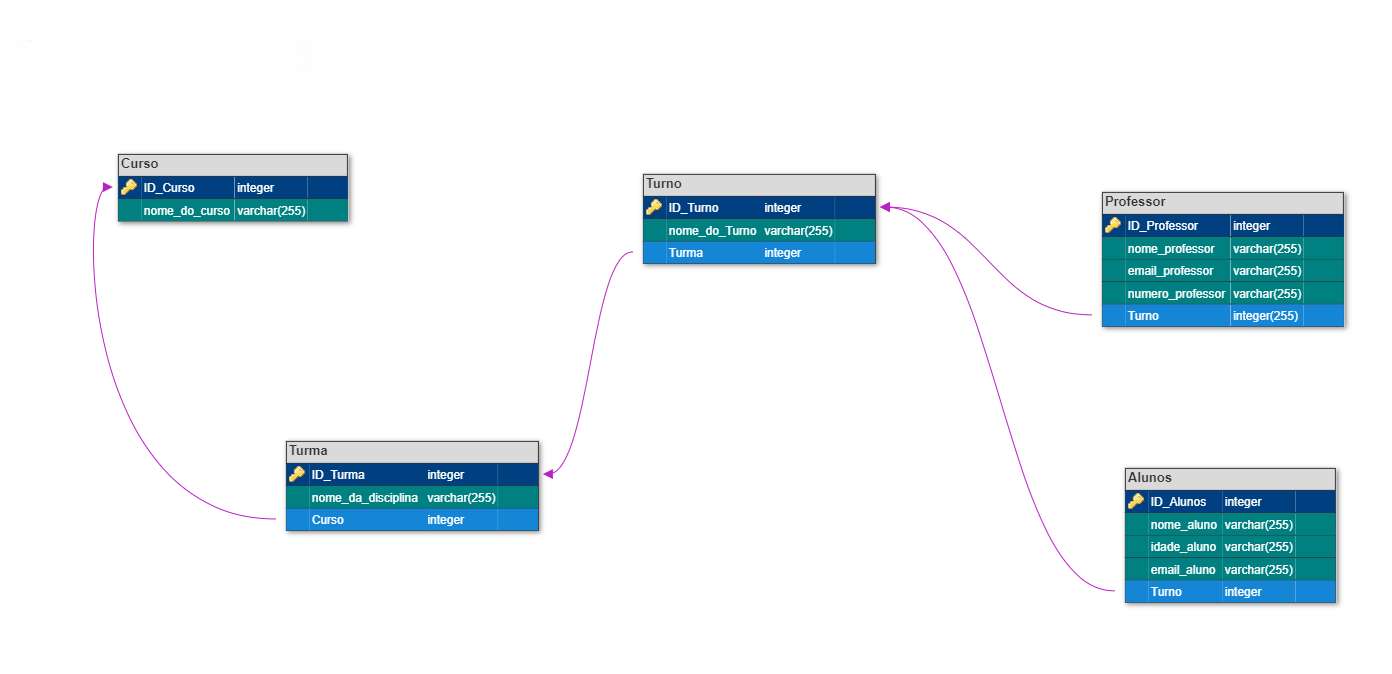 Curso
ID_Curso integer
nome_do_curso varchar(255)
Turno
ID_Turno integer
nome_do_Turno varchar(255)
Turma integer
Professor
ID_Professor integer
nome_professor varchar(255)
email_professor varchar(255)
numero_professor varchar(255)
Turno integer(255)
Turma
ID_Turma integer
nome_da_disciplina varchar(255)
Curso integer
Alunos
ID_Alunos integer
nome_aluno varchar(255)
idade_aluno varchar(255)
email_aluno varchar(255)
Turno integer